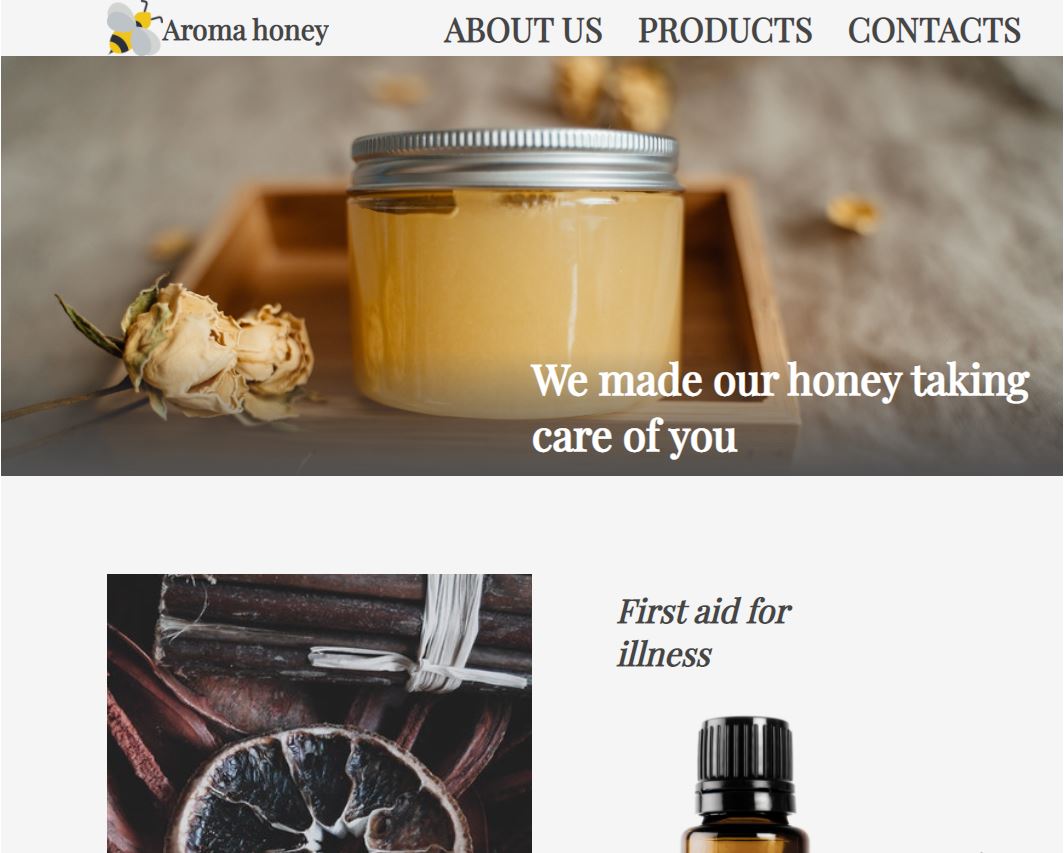 Aroma honey
ABOUT US PRODUCTS CONTACTS
We made our honey taking
care of you
First aid for
illness